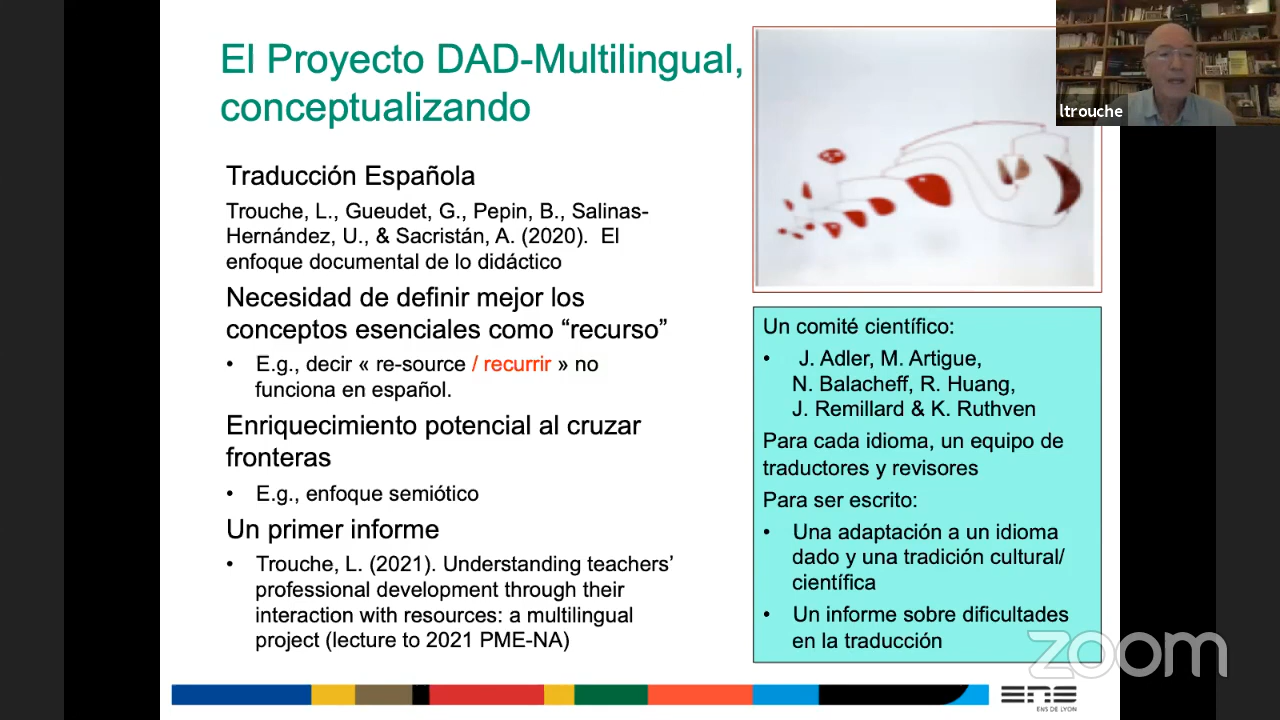 El Proyecto DAD-Multilingual,
conceptualizando
Traducción Española
Trouche, L., Gueudet, G., Pepin, B., Salinas-
Hernández, U., & Sacristán, A. (2020).  El
enfoque documental de lo didáctico
Necesidad de definir mejor los
conceptos esenciales como “recurso”
• E.g., decir « re-source / recurrir » no
funciona en español.
Enriquecimiento potencial al cruzar
fronteras
• E.g., enfoque semiótico
Un primer informe
• Trouche, L. (2021). Understanding teachers’
professional development through their
interaction with resources: a multilingual
project (lecture to 2021 PME-NA)
ltrouche
Un comité científico:
• J. Adler, M. Artigue,
N. Balacheff, R. Huang,
J. Remillard & K. Ruthven
Para cada idioma, un equipo de
traductores y revisores
Para ser escrito:
• Una adaptación a un idioma
dado y una tradición cultural/
científica
• Un informe sobre dificultades
en la traducción
zoom
ENS
ENS DE LYON